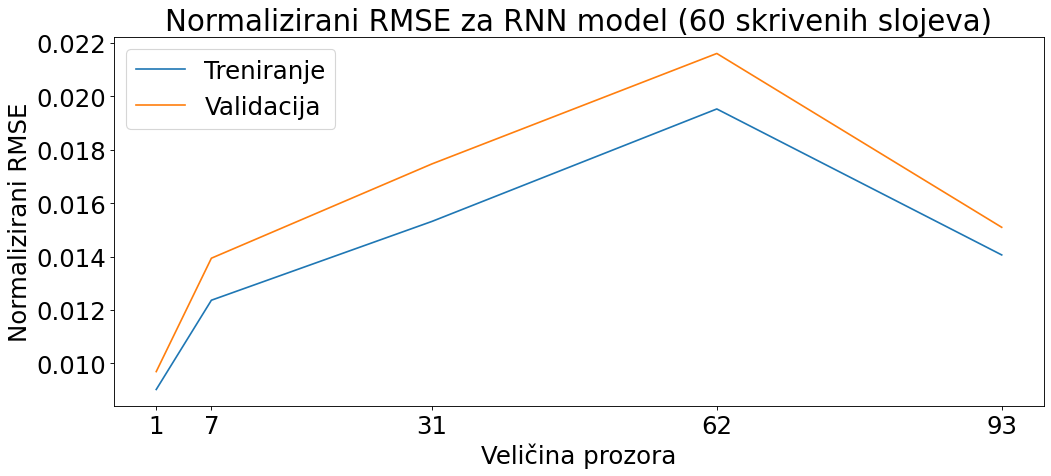 Normalizirani RMSE za RNN model (60 skrivenih slojeva)
Treniranje
Validacija
Normalizirani RMSE
0.022
0.020
0.018
0.016
0.014
0.012
0.010
1 7 31 62 93
Veličina prozora